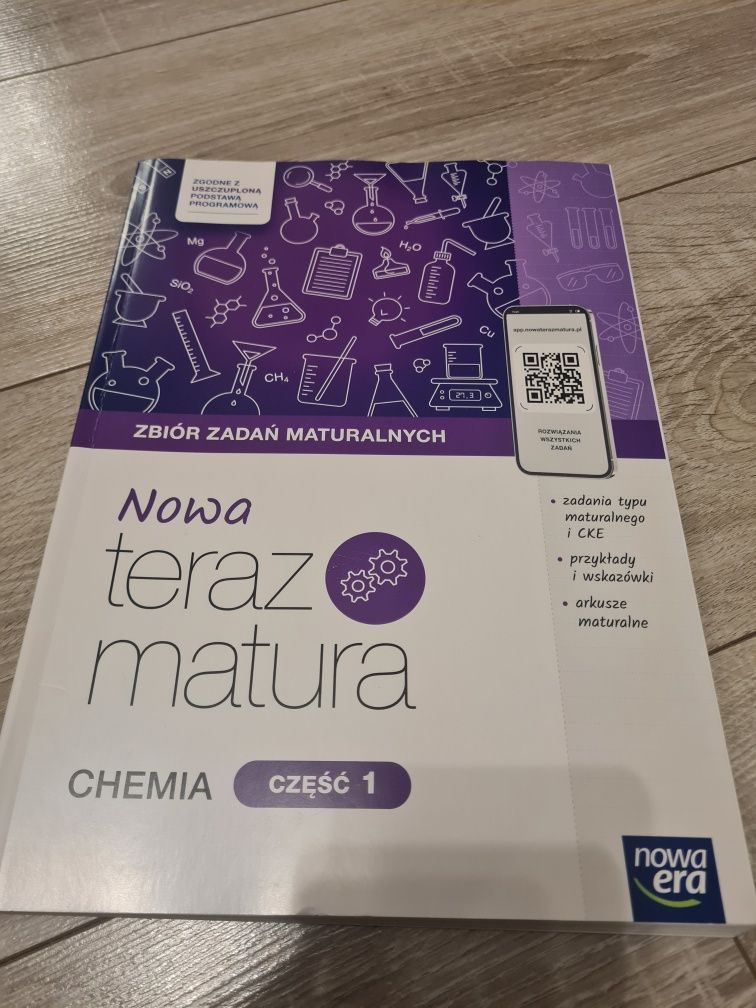 ZGODNE Z
USZCZUPLONĄ
PODSTAWĄ
PROGRAMOWĄ
Mg
H₂O
SiO₂
Cu
CH₄
27.3
app.nowaterazmatura.pl
ROZWIĄZANIA
WSZYSTKICH
ZADAŃ
ZBIÓR ZADAŃ MATURALNYCH
Nowa
teraz
matura
• zadania typu
maturalnego
i CKE
• przykłady
i wskazówki
• arkusze
maturalne
CHEMIA CZĘŚĆ 1
nowa
era